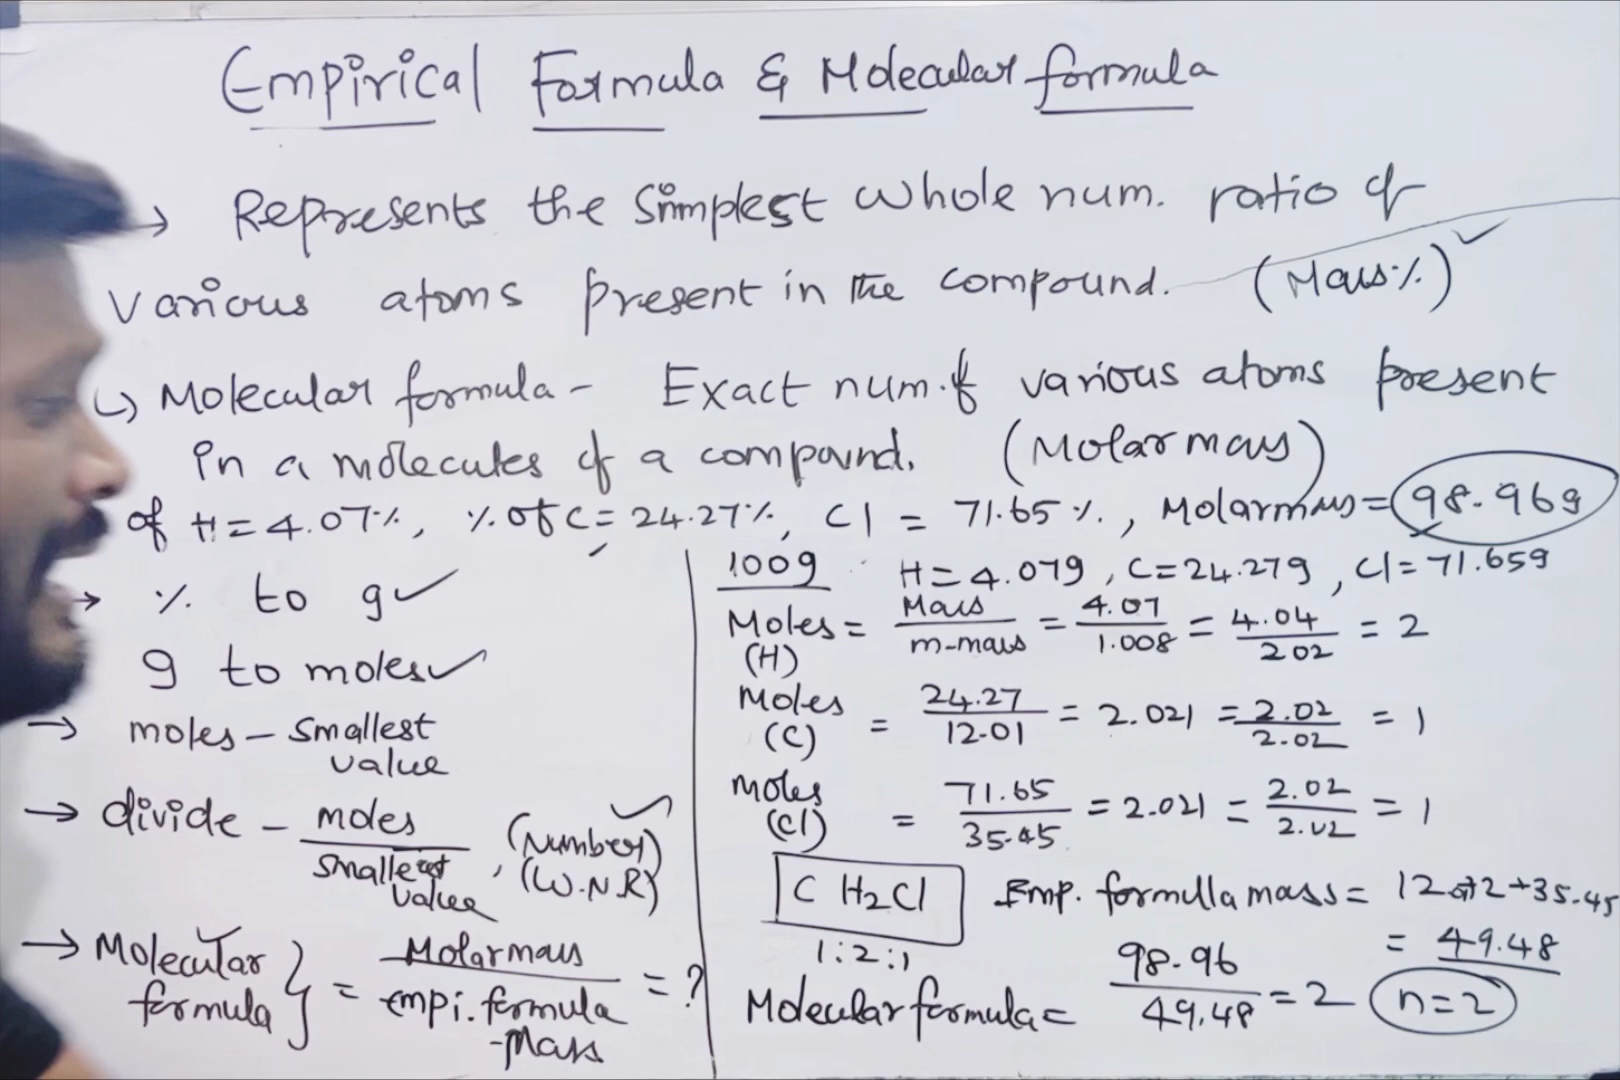 Empirical Formula & Molecular formula
→ Represents the Simplest whole num. ratio of
various atoms present in the compound. (Mass%) ✓
↳ Molecular formula - Exact num. of various atoms present
in a molecules of a compound. (Molar mass)
of H = 4.07%, % of C = 24.27%, Cl = 71.65%, Molarmass = 98.96g
→ % to g ✓
g to moles ✓
→ moles - Smallest
value
→ divide - moles / Smallest value, (Number) ✓
(W.N.R)
→ Molecular formula } = Molarmass / empi. formula -Mass = ?
100g H = 4.07g, C = 24.27g, Cl = 71.65g
Moles (H) = Mass / m-mass = 4.07 / 1.008 = 4.04 / 202 = 2
Moles (C) = 24.27 / 12.01 = 2.021 = 2.02 / 2.02 = 1
moles (Cl) = 71.65 / 35.45 = 2.021 = 2.02 / 2.02 = 1
CH₂Cl Emp. formula mass = 12+2+35.45
1:2:1 = 49.48
Molecular formula = 98.96 / 49.48 = 2 n=2